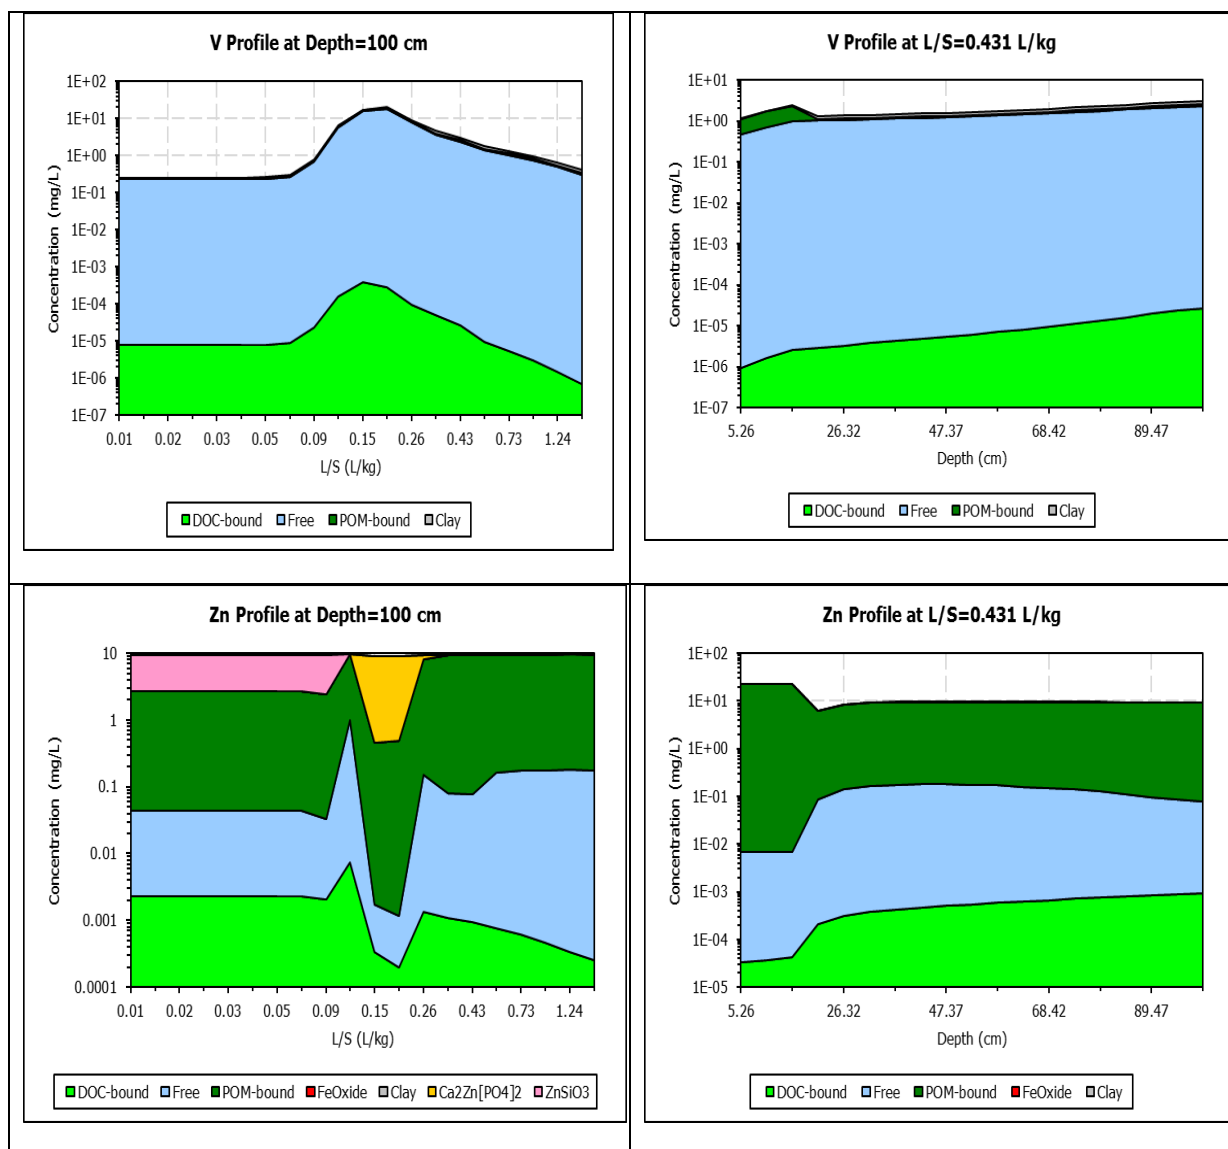 V Profile at Depth=100 cm
1E+02
1E+01
1E+00
1E-01
1E-02
1E-03
1E-04
1E-05
1E-06
1E-07
Concentration (mg/L)
0.01 0.02 0.03 0.05 0.09 0.15 0.26 0.43 0.73 1.24
L/S (L/kg)
DOC-bound Free POM-bound Clay
V Profile at L/S=0.431 L/kg
1E+01
1E+00
1E-01
1E-02
1E-03
1E-04
1E-05
1E-06
1E-07
Concentration (mg/L)
5.26 26.32 47.37 68.42 89.47
Depth (cm)
DOC-bound Free POM-bound Clay
Zn Profile at Depth=100 cm
10
1
0.1
0.01
0.001
0.0001
Concentration (mg/L)
0.01 0.02 0.03 0.05 0.09 0.15 0.26 0.43 0.73 1.24
L/S (L/kg)
DOC-bound Free POM-bound FeOxide Clay Ca2Zn[PO4]2 ZnSiO3
Zn Profile at L/S=0.431 L/kg
1E+02
1E+01
1E+00
1E-01
1E-02
1E-03
1E-04
1E-05
Concentration (mg/L)
5.26 26.32 47.37 68.42 89.47
Depth (cm)
DOC-bound Free POM-bound FeOxide Clay